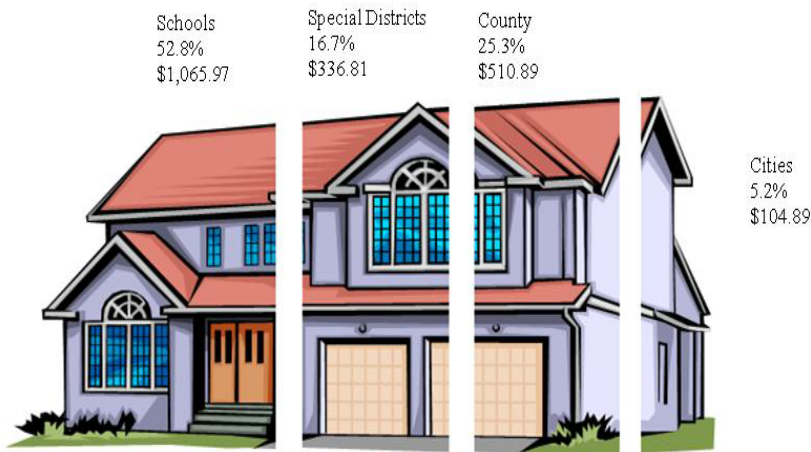 Schools
52.8%
$1,065.97
Special Districts
16.7%
$336.81
County
25.3%
$510.89
Cities
5.2%
$104.89